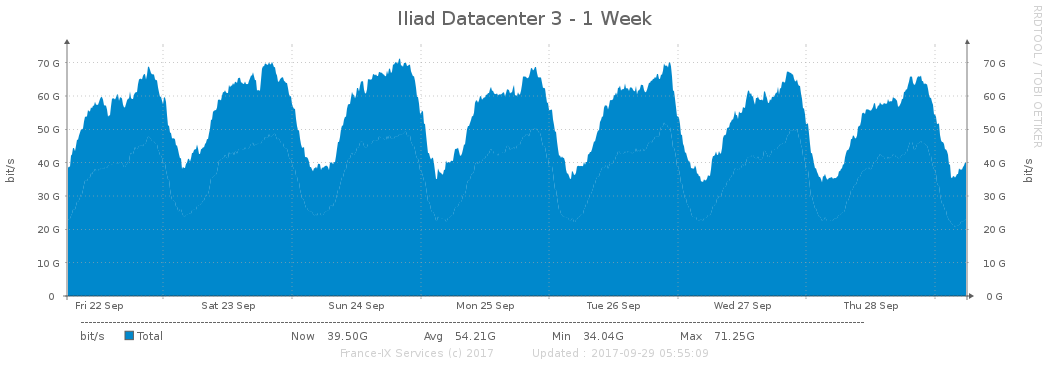 Iliad Datacenter 3 - 1 Week
RRDTOOL / TOBI OETIKER
70 G 70 G
60 G 60 G
50 G 50 G
40 G 40 G
30 G 30 G
20 G 20 G
10 G 10 G
0 0 G
bit/s bit/s
Fri 22 Sep Sat 23 Sep Sun 24 Sep Mon 25 Sep Tue 26 Sep Wed 27 Sep Thu 28 Sep
bit/s Total Now 39.50G Avg 54.21G Min 34.04G Max 71.25G
France-IX Services (c) 2017 Updated : 2017-09-29 05:55:09